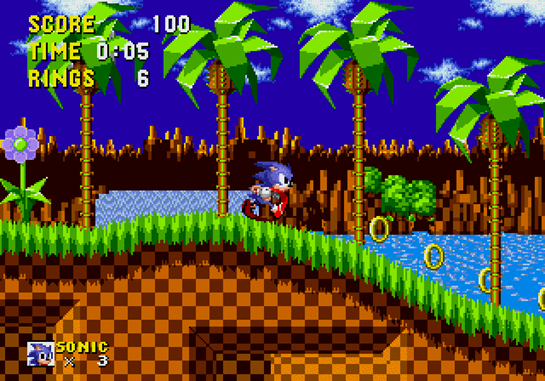 SCORE 100
TIME 0:05
RINGS 6
SONIC
× 3